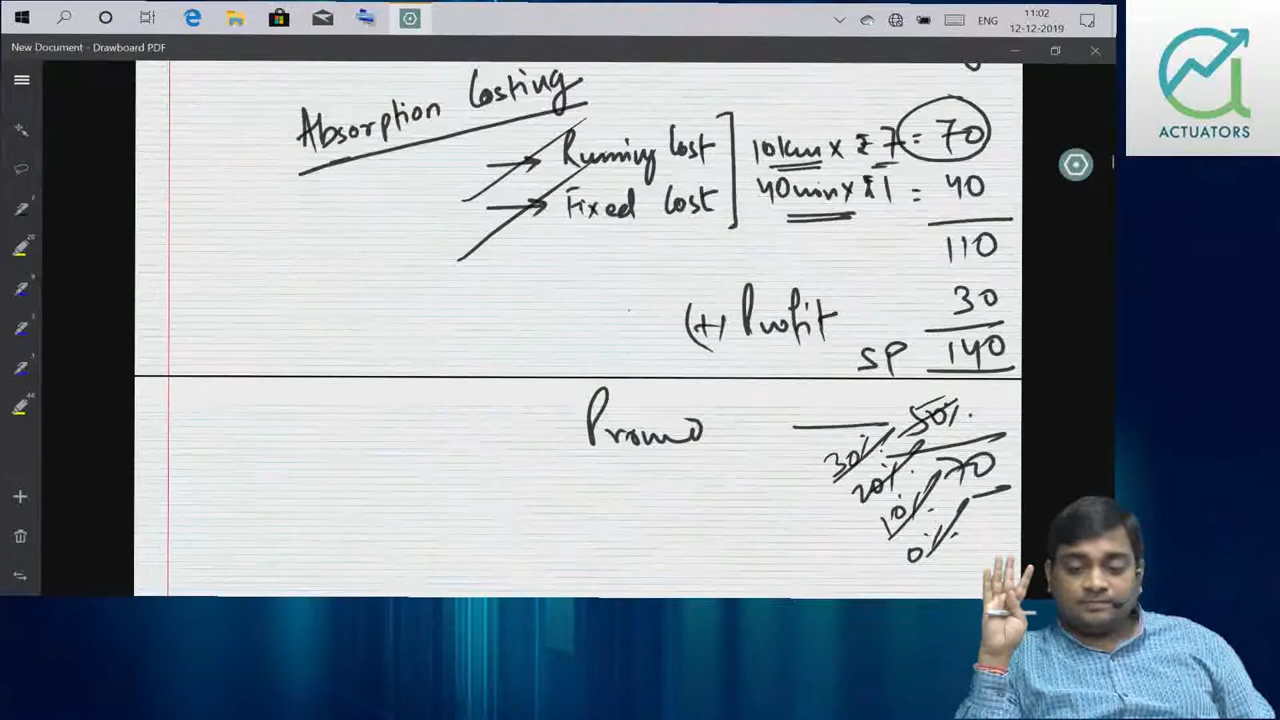 11:02
ENG
12-12-2019
New Document - Drawboard PDF
ACTUATORS
Absorption Costing
Running Cost 10km x ₹7 = 70
Fixed Cost 40min x ₹1 = 40
110
(+) Profit 30
SP 140
Promo 50%.
30%.
20%. 70
10%.
0%.